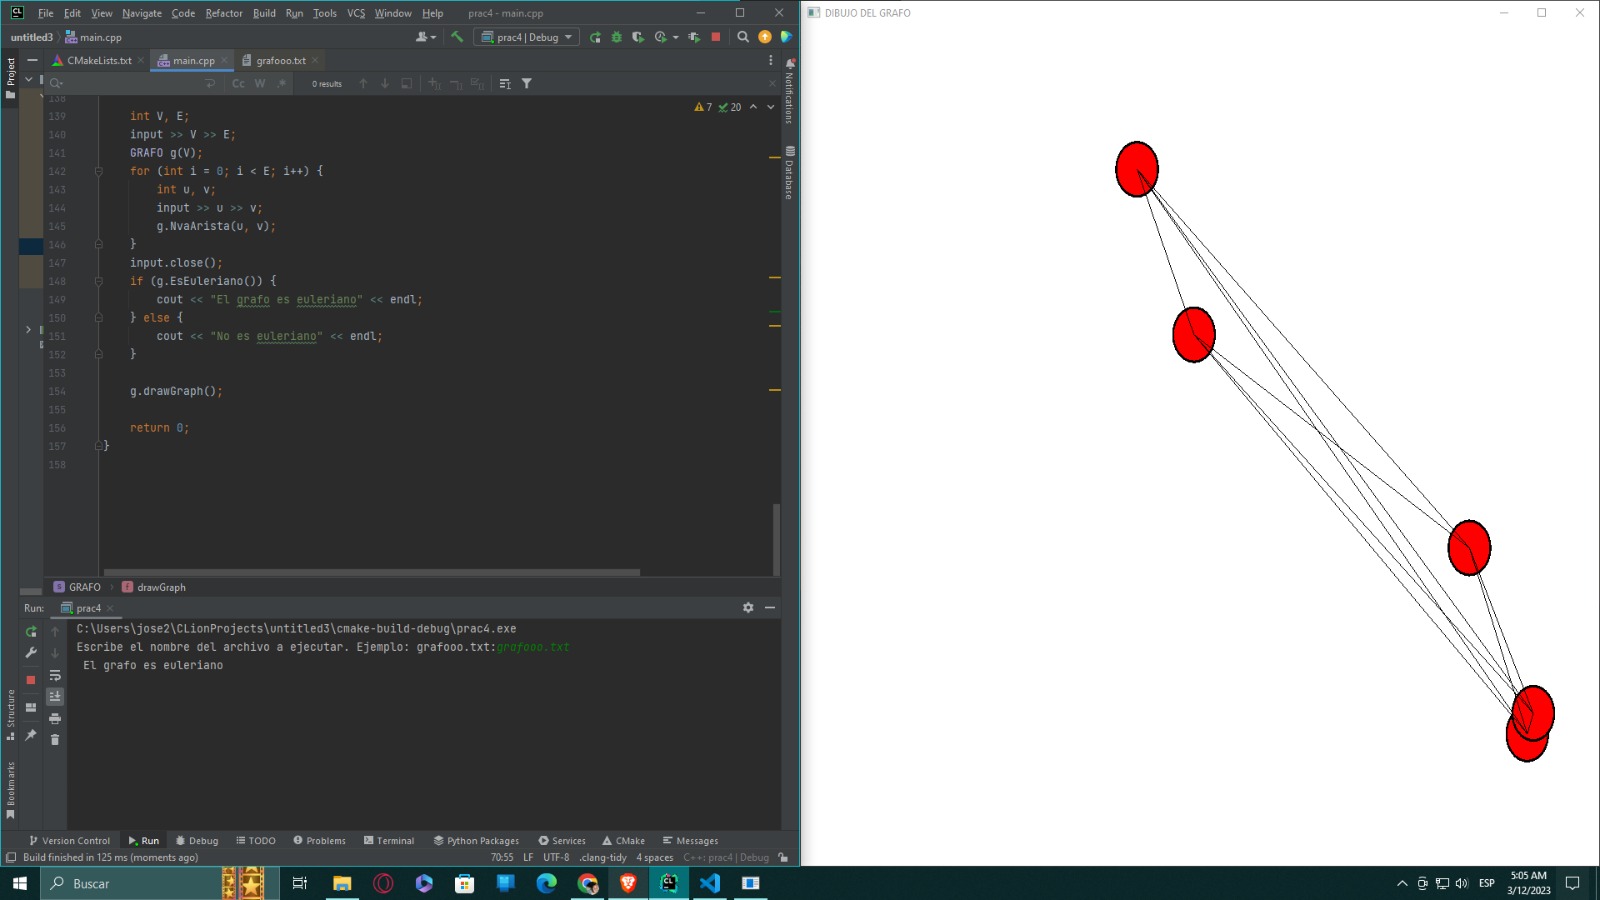 File Edit View Navigate Code Refactor Build Run Tools VCS Window Help prac4 - main.cpp
DIBUJO DEL GRAFO
untitled3 main.cpp
prac4 | Debug
Project
CMakeLists.txt main.cpp grafooo.txt
Cc W .* 0 results
Notifications
Database
7 20
138
139 int V, E;
140 input >> V >> E;
141 GRAFO g(V);
142 for (int i = 0; i < E; i++) {
143 int u, v;
144 input >> u >> v;
145 g.NvaArista(u, v);
146 }
147 input.close();
148 if (g.EsEuleriano()) {
149 cout << "El grafo es euleriano" << endl;
150 } else {
151 cout << "No es euleriano" << endl;
152 }
153
154 g.drawGraph();
155
156 return 0;
157 }
158
GRAFO drawGraph
Run: prac4
C:\Users\jose2\CLionProjects\untitled3\cmake-build-debug\prac4.exe
Escribe el nombre del archivo a ejecutar. Ejemplo: grafooo.txt:grafooo.txt
El grafo es euleriano
Structure
Bookmarks
Version Control Run Debug TODO Problems Terminal Python Packages Services CMake Messages
Build finished in 125 ms (moments ago) 70:55 LF UTF-8 .clang-tidy 4 spaces C++: prac4 | Debug
Buscar
ESP
5:05 AM
3/12/2023